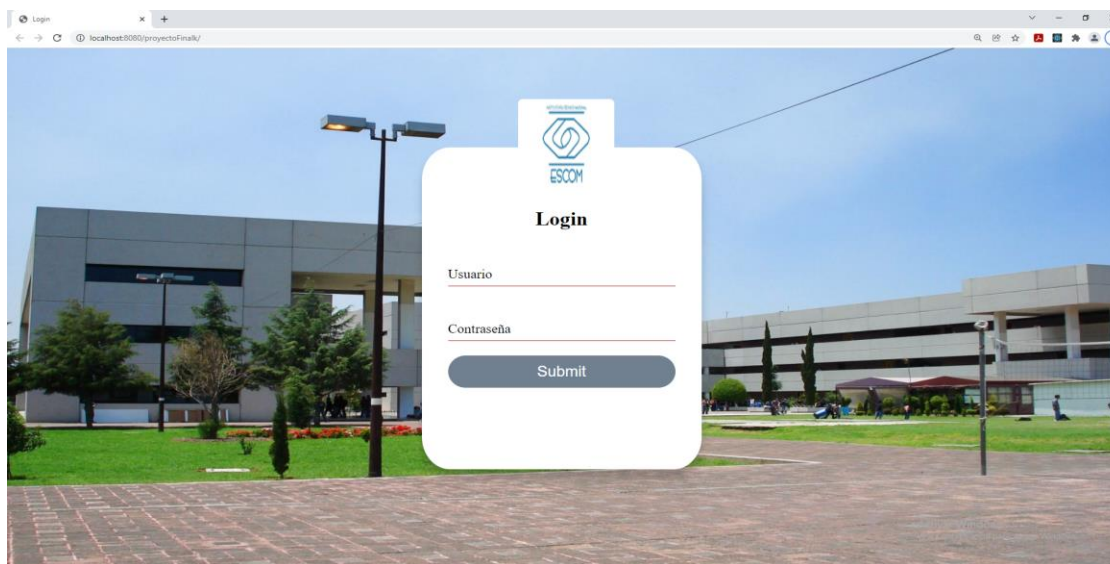 Login
localhost:8080/proyectoFinalk/
ESCOM
Login
Usuario
Contraseña
Submit